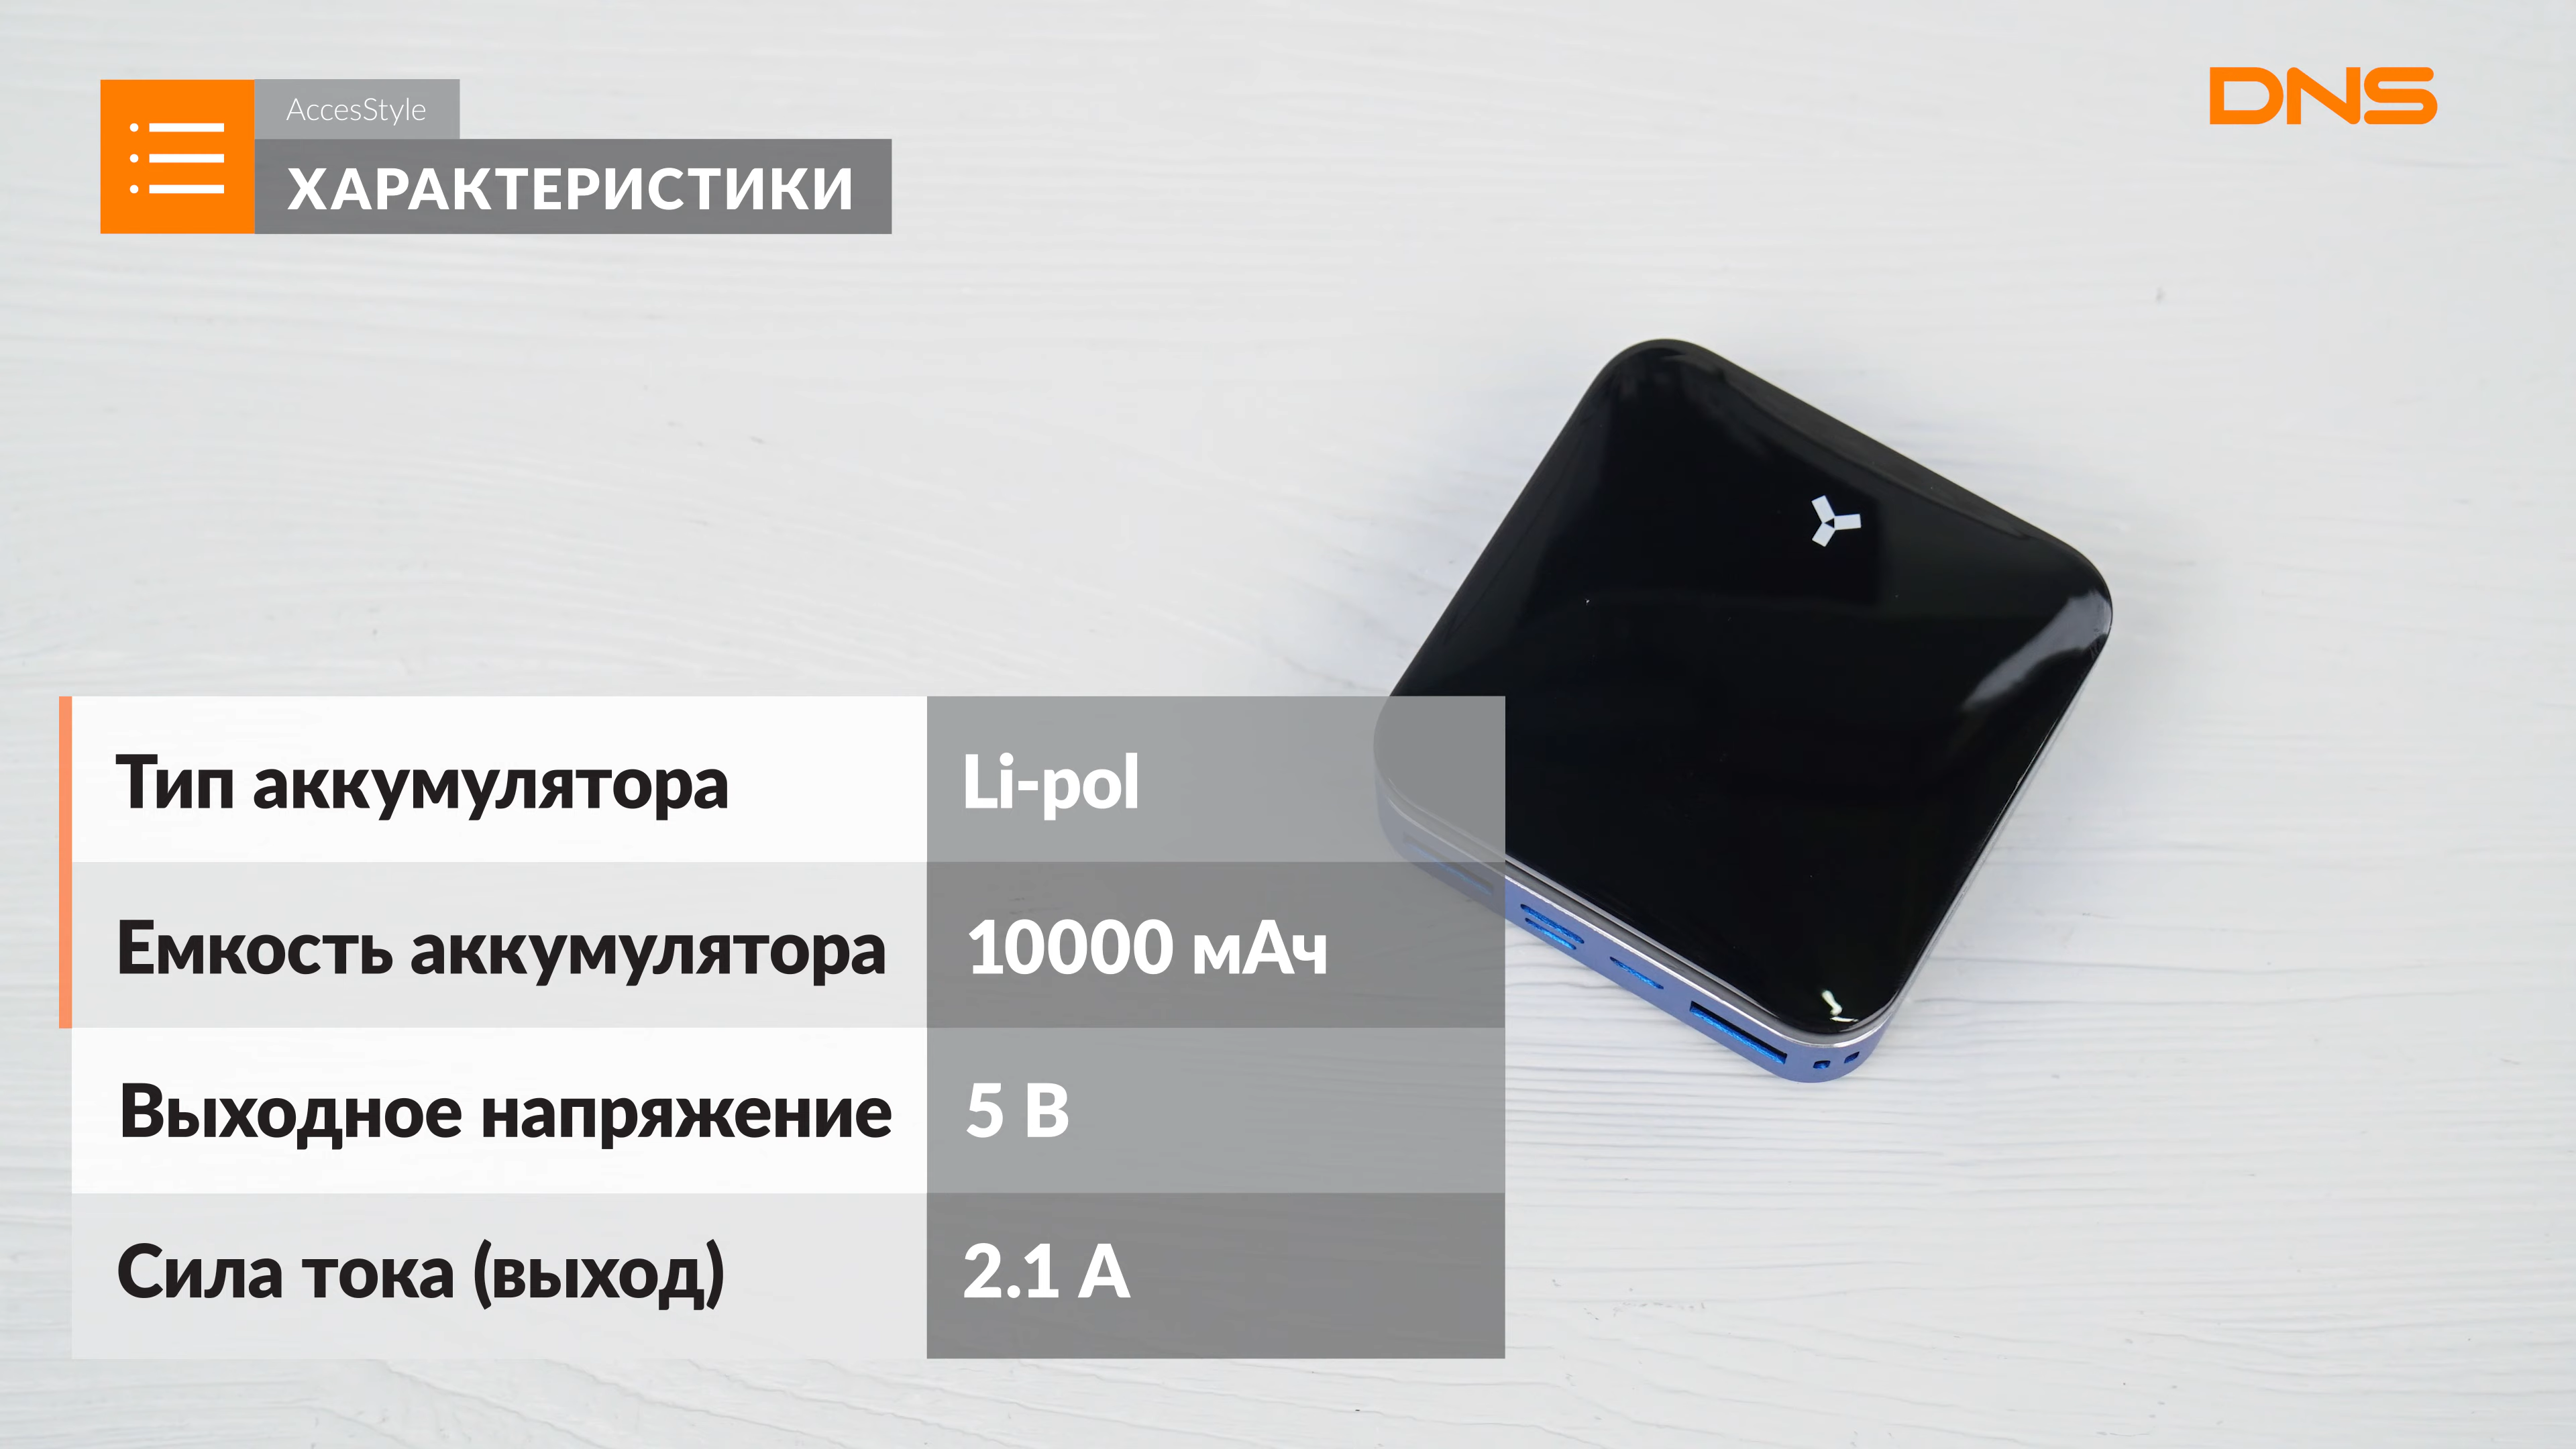 AccesStyle
ХАРАКТЕРИСТИКИ
DNS
Тип аккумулятора Li-pol
Емкость аккумулятора 10000 мАч
Выходное напряжение 5 В
Сила тока (выход) 2.1 А